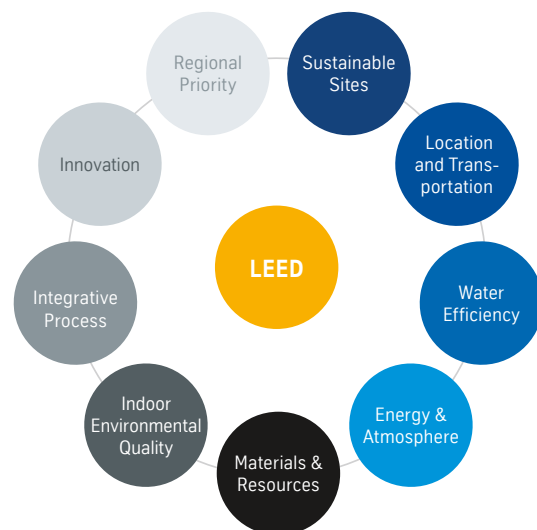 Regional
Priority
Sustainable
Sites
Location
and Trans-
portation
Innovation
LEED
Water
Efficiency
Integrative
Process
Indoor
Environmental
Quality
Energy &
Atmosphere
Materials &
Resources